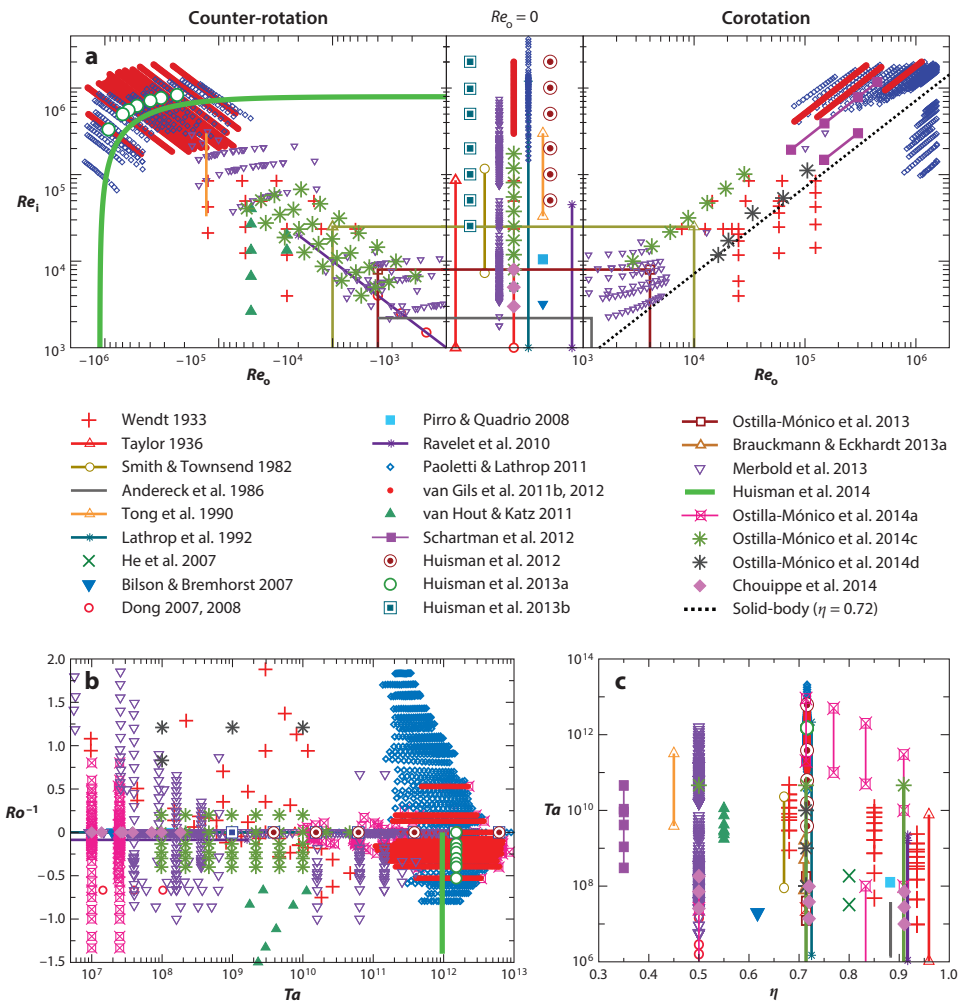 Counter-rotation
Re_o = 0
Corotation
a
10^6
10^5
Re_i
10^4
10^3
−10^6
−10^5
−10^4
−10^3
10^3
10^4
10^5
10^6
Re_o
Re_o
Wendt 1933
Taylor 1936
Smith & Townsend 1982
Andereck et al. 1986
Tong et al. 1990
Lathrop et al. 1992
He et al. 2007
Bilson & Bremhorst 2007
Dong 2007, 2008
Pirro & Quadrio 2008
Ravelet et al. 2010
Paoletti & Lathrop 2011
van Gils et al. 2011b, 2012
van Hout & Katz 2011
Schartman et al. 2012
Huisman et al. 2012
Huisman et al. 2013a
Huisman et al. 2013b
Ostilla-Mónico et al. 2013
Brauckmann & Eckhardt 2013a
Merbold et al. 2013
Huisman et al. 2014
Ostilla-Mónico et al. 2014a
Ostilla-Mónico et al. 2014c
Ostilla-Mónico et al. 2014d
Chouippe et al. 2014
Solid-body (η = 0.72)
b
2.0
1.5
1.0
0.5
Ro^−1
0
−0.5
−1.0
−1.5
10^7
10^8
10^9
10^10
10^11
10^12
10^13
Ta
c
10^14
10^12
Ta
10^10
10^8
10^6
0.3
0.4
0.5
0.6
0.7
0.8
0.9
1.0
η